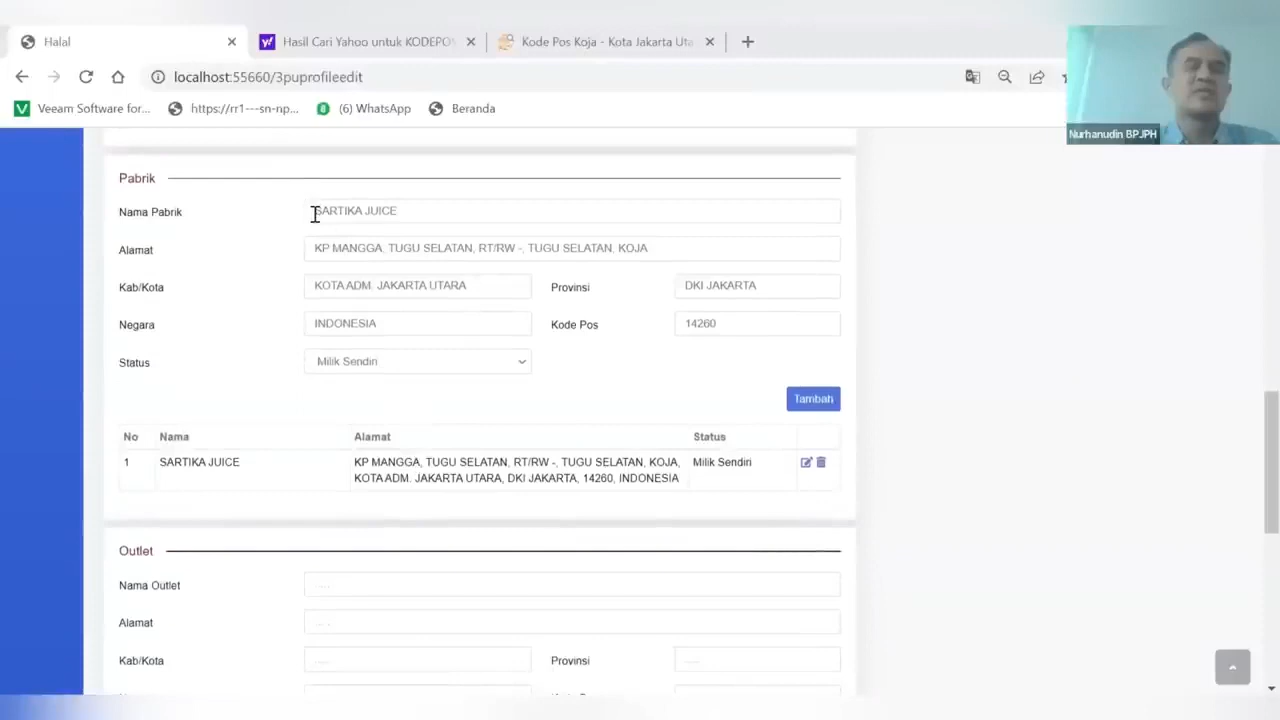 Halal
Hasil Cari Yahoo untuk KODEPO
Kode Pos Koja - Kota Jakarta Uta
localhost:55660/3puprofileedit
Veeam Software for...
https://rr1---sn-np...
(6) WhatsApp
Beranda
Nurhanudin BPJPH
Pabrik
Nama Pabrik
SARTIKA JUICE
Alamat
KP MANGGA, TUGU SELATAN, RT/RW -, TUGU SELATAN, KOJA
Kab/Kota
KOTA ADM. JAKARTA UTARA
Provinsi
DKI JAKARTA
Negara
INDONESIA
Kode Pos
14260
Status
Milik Sendiri
Tambah
No Nama Alamat Status
1 SARTIKA JUICE KP MANGGA, TUGU SELATAN, RT/RW -, TUGU SELATAN, KOJA, Milik Sendiri
KOTA ADM. JAKARTA UTARA, DKI JAKARTA, 14260, INDONESIA
Outlet
Nama Outlet
Alamat
Kab/Kota
Provinsi